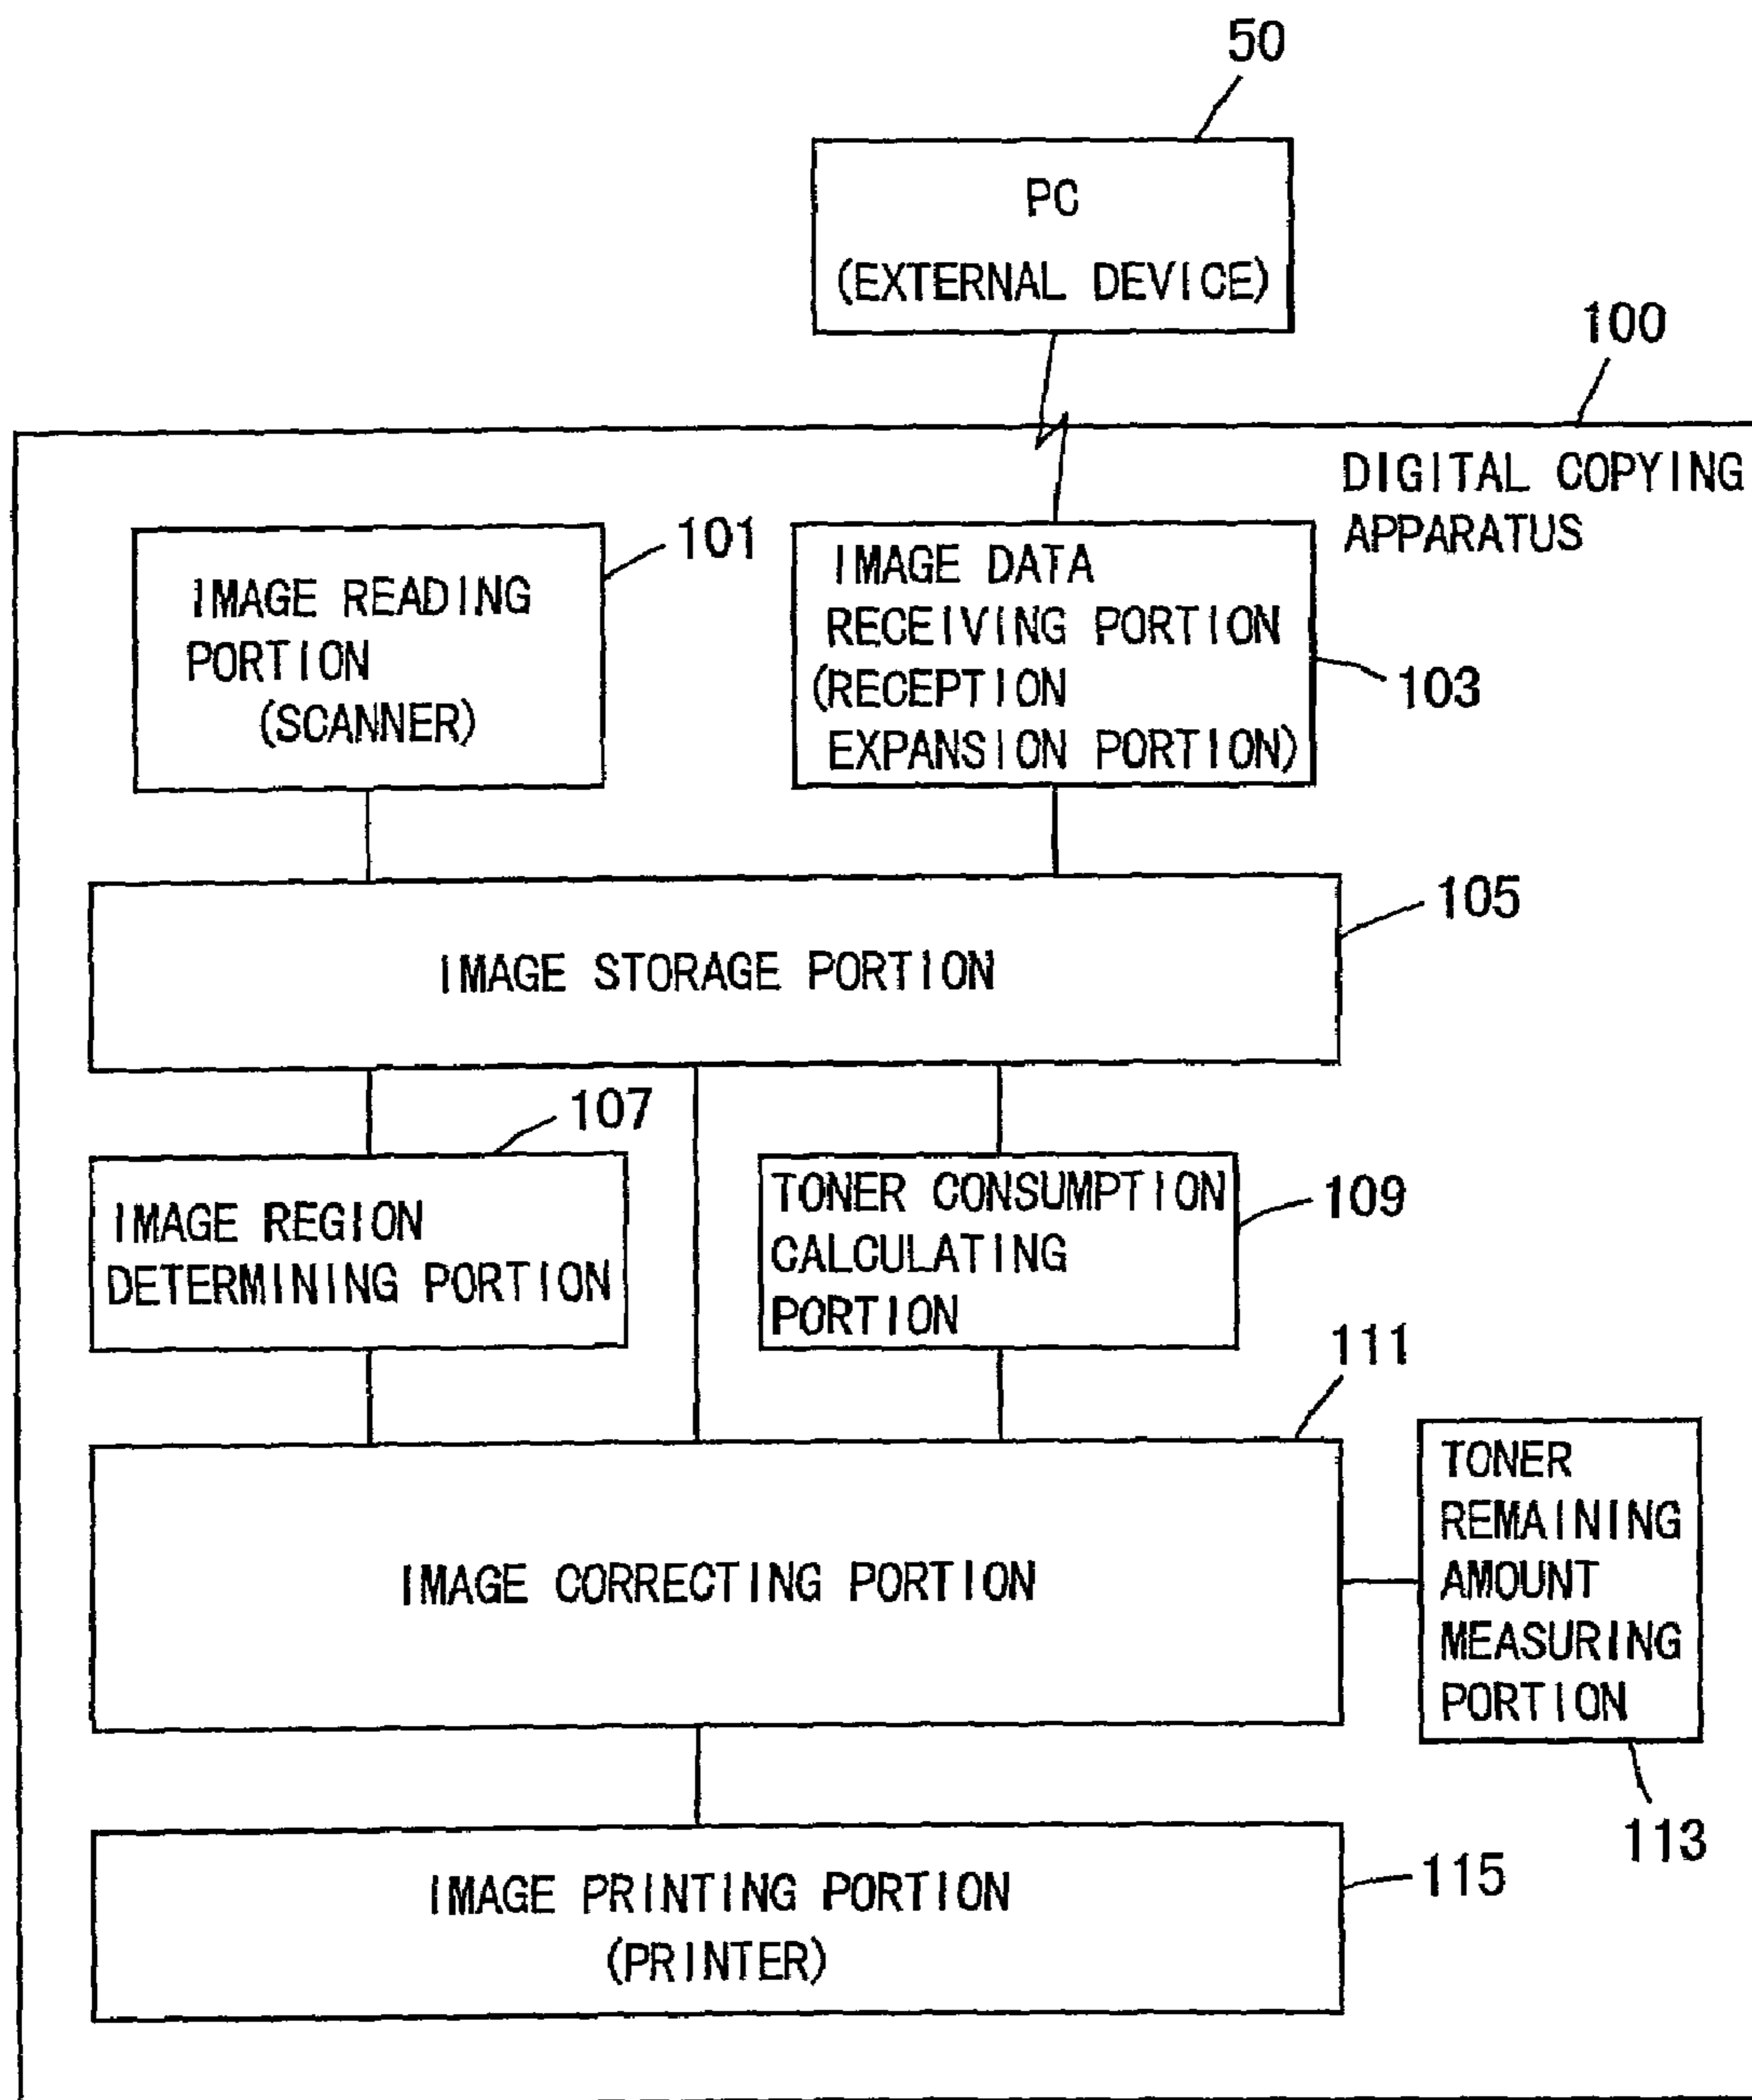 50
PC
(EXTERNAL DEVICE)
100
DIGITAL COPYING
APPARATUS
IMAGE READING
PORTION
(SCANNER)
101
IMAGE DATA
RECEIVING PORTION
(RECEPTION
EXPANSION PORTION)
103
IMAGE STORAGE PORTION
105
IMAGE REGION
DETERMINING PORTION
107
TONER CONSUMPTION
CALCULATING
PORTION
109
IMAGE CORRECTING PORTION
111
TONER
REMAINING
AMOUNT
MEASURING
PORTION
113
IMAGE PRINTING PORTION
(PRINTER)
115